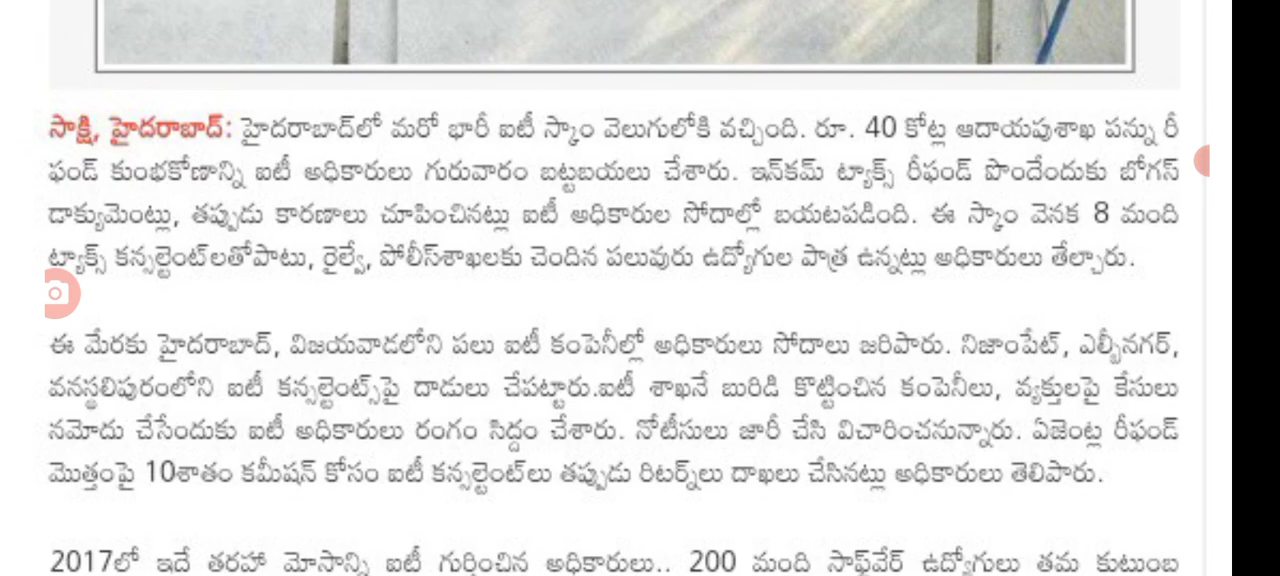 సాక్షి, హైదరాబాద్: హైదరాబాద్‌లో మరో భారీ ఐటీ స్కాం వెలుగులోకి వచ్చింది. రూ. 40 కోట్ల ఆదాయపుశాఖ పన్ను రీ
ఫండ్ కుంభకోణాన్ని ఐటీ అధికారులు గురువారం బట్టబయలు చేశారు. ఇన్‌కమ్ ట్యాక్స్ రీఫండ్ పొందేందుకు బోగస్
డాక్యుమెంట్లు, తప్పుడు కారణాలు చూపించినట్లు ఐటీ అధికారుల సోదాల్లో బయటపడింది. ఈ స్కాం వెనక 8 మంది
ట్యాక్స్ కన్సల్టెంట్‌లతోపాటు, రైల్వే, పోలీస్‌శాఖలకు చెందిన పలువురు ఉద్యోగుల పాత్ర ఉన్నట్లు అధికారులు తేల్చారు.
ఈ మేరకు హైదరాబాద్, విజయవాడలోని పలు ఐటీ కంపెనీల్లో అధికారులు సోదాలు జరిపారు. నిజాంపేట్, ఎల్బీనగర్,
వనస్థలిపురంలోని ఐటీ కన్సల్టెంట్స్‌పై దాడులు చేపట్టారు.ఐటీ శాఖనే బురిడి కొట్టించిన కంపెనీలు, వ్యక్తులపై కేసులు
నమోదు చేసేందుకు ఐటీ అధికారులు రంగం సిద్దం చేశారు. నోటీసులు జారీ చేసి విచారించనున్నారు. ఏజెంట్ల రీఫండ్
మొత్తంపై 10శాతం కమీషన్ కోసం ఐటీ కన్సల్టెంట్‌లు తప్పుడు రిటర్న్‌లు దాఖలు చేసినట్లు అధికారులు తెలిపారు.
2017లో ఇదే తరహా మోసాన్ని ఐటీ గుర్తించిన అధికారులు.. 200 మంది సాఫ్ట్‌వేర్ ఉద్యోగులు తమ కుటుంబ